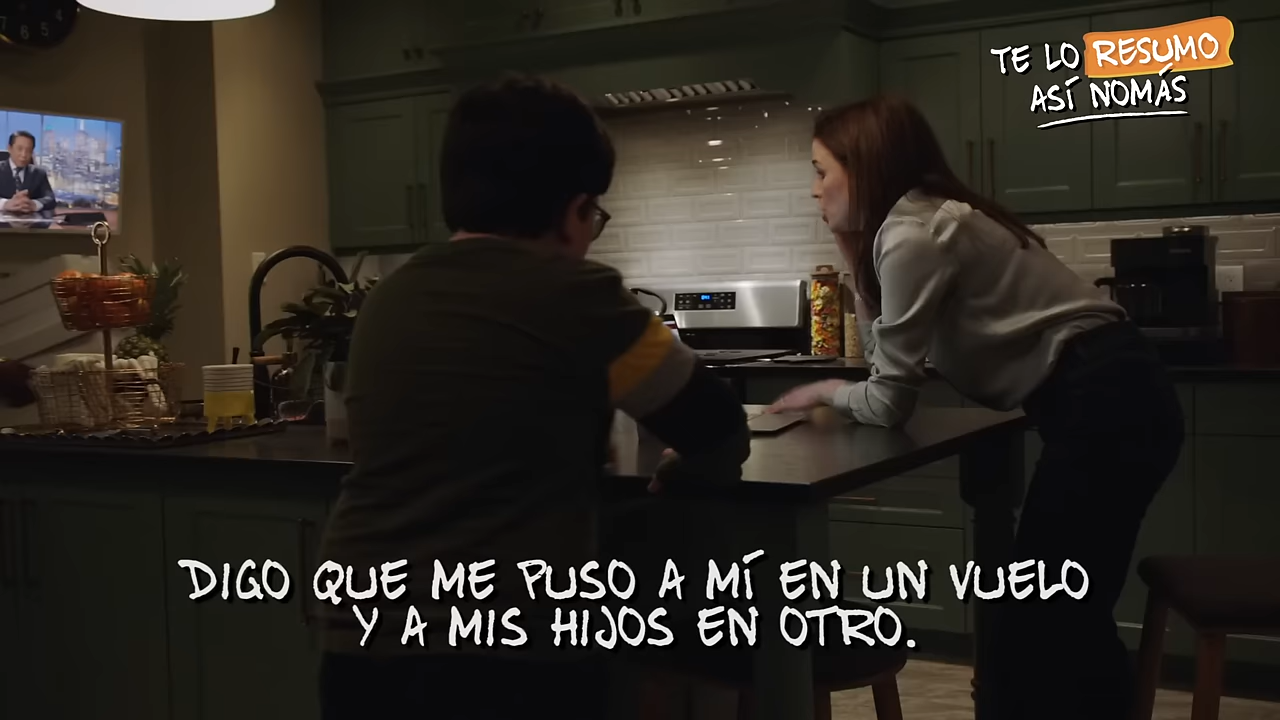 TE LO RESUMO
ASÍ NOMÁS
DIGO QUE ME PUSO A MÍ EN UN VUELO
Y A MIS HIJOS EN OTRO.